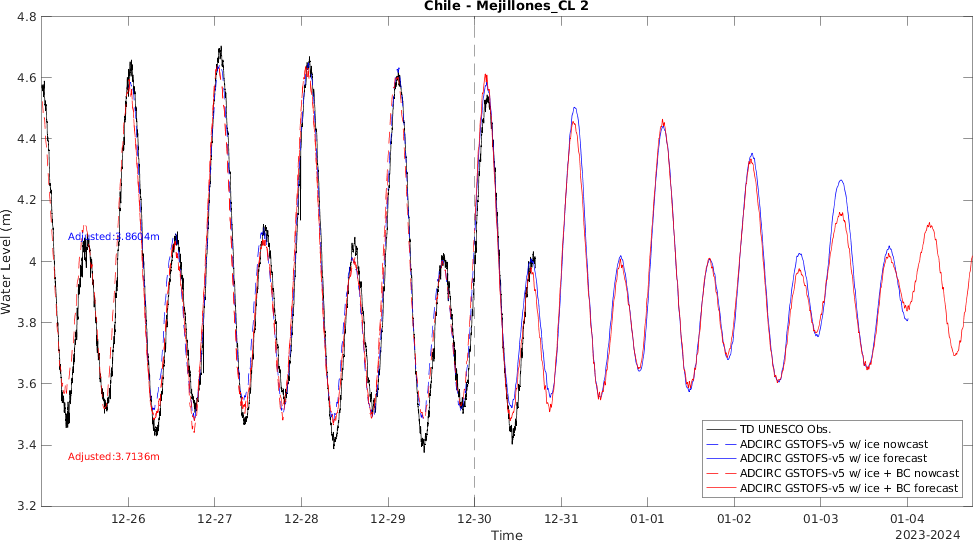 Chile - Mejillones_CL 2
4.8
4.6
4.4
4.2
4
3.8
3.6
3.4
3.2
Water Level (m)
Adjusted:3.8604m
Adjusted:3.7136m
TD UNESCO Obs.
ADCIRC GSTOFS-v5 w/ ice nowcast
ADCIRC GSTOFS-v5 w/ ice forecast
ADCIRC GSTOFS-v5 w/ ice + BC nowcast
ADCIRC GSTOFS-v5 w/ ice + BC forecast
12-26 12-27 12-28 12-29 12-30 12-31 01-01 01-02 01-03 01-04
Time
2023-2024